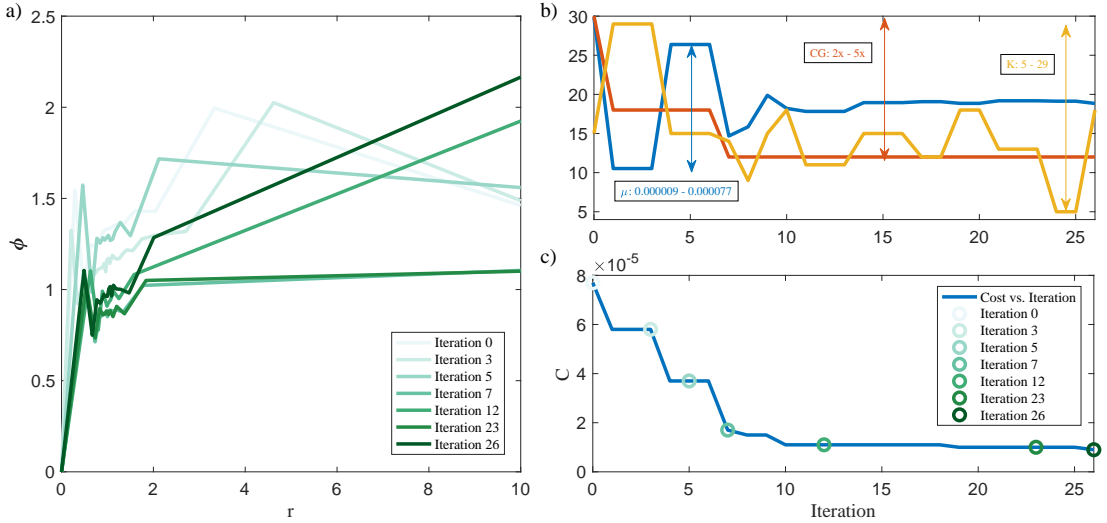 a)
2.5
2
1.5
1
0.5
0
ϕ
0
2
4
6
8
10
r
Iteration 0
Iteration 3
Iteration 5
Iteration 7
Iteration 12
Iteration 23
Iteration 26
b)
30
25
20
15
10
5
CG: 2x - 5x
K: 5 - 29
μ: 0.000009 - 0.000077
0
5
10
15
20
25
c)
×10-5
8
6
4
2
0
C
Cost vs. Iteration
Iteration 0
Iteration 3
Iteration 5
Iteration 7
Iteration 12
Iteration 23
Iteration 26
0
5
10
15
20
25
Iteration